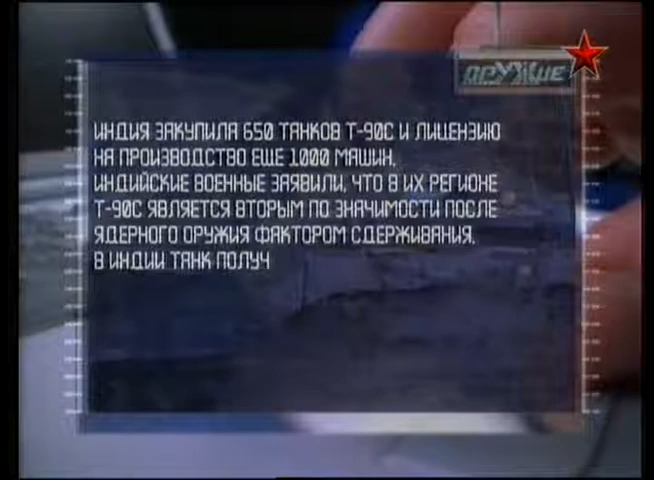 ОРУЖИЕ
ИНДИЯ ЗАКУПИЛА 650 ТАНКОВ Т-90С И ЛИЦЕНЗИЮ
НА ПРОИЗВОДСТВО ЕЩЕ 1000 МАШИН.
ИНДИЙСКИЕ ВОЕННЫЕ ЗАЯВИЛИ, ЧТО В ИХ РЕГИОНЕ
Т-90С ЯВЛЯЕТСЯ ВТОРЫМ ПО ЗНАЧИМОСТИ ПОСЛЕ
ЯДЕРНОГО ОРУЖИЯ ФАКТОРОМ СДЕРЖИВАНИЯ.
В ИНДИИ ТАНК ПОЛУЧ